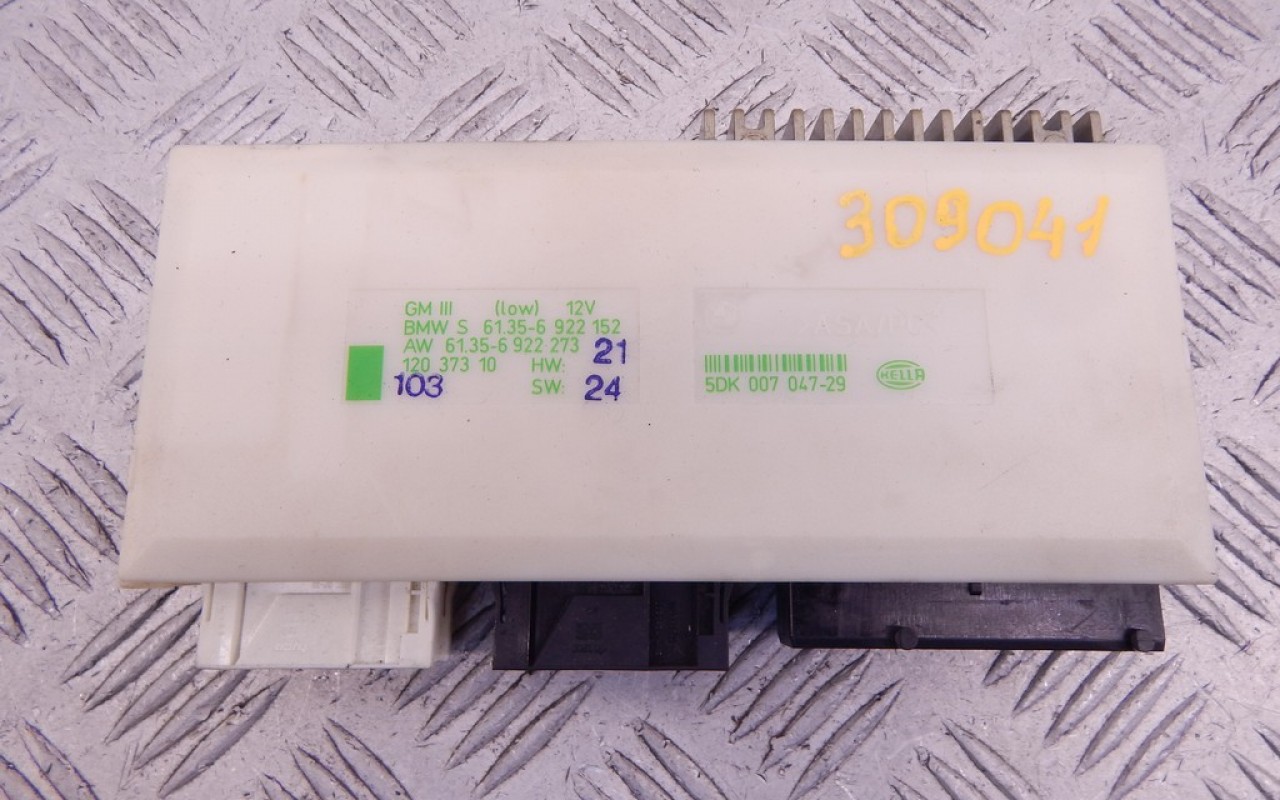 309041
GM III (low) 12V
BMW S 61.35-6 922 152
AW 61.35-6 922 273 21
120 373 10 HW:
103 SW: 24
5DK 007 047-29
HELLA